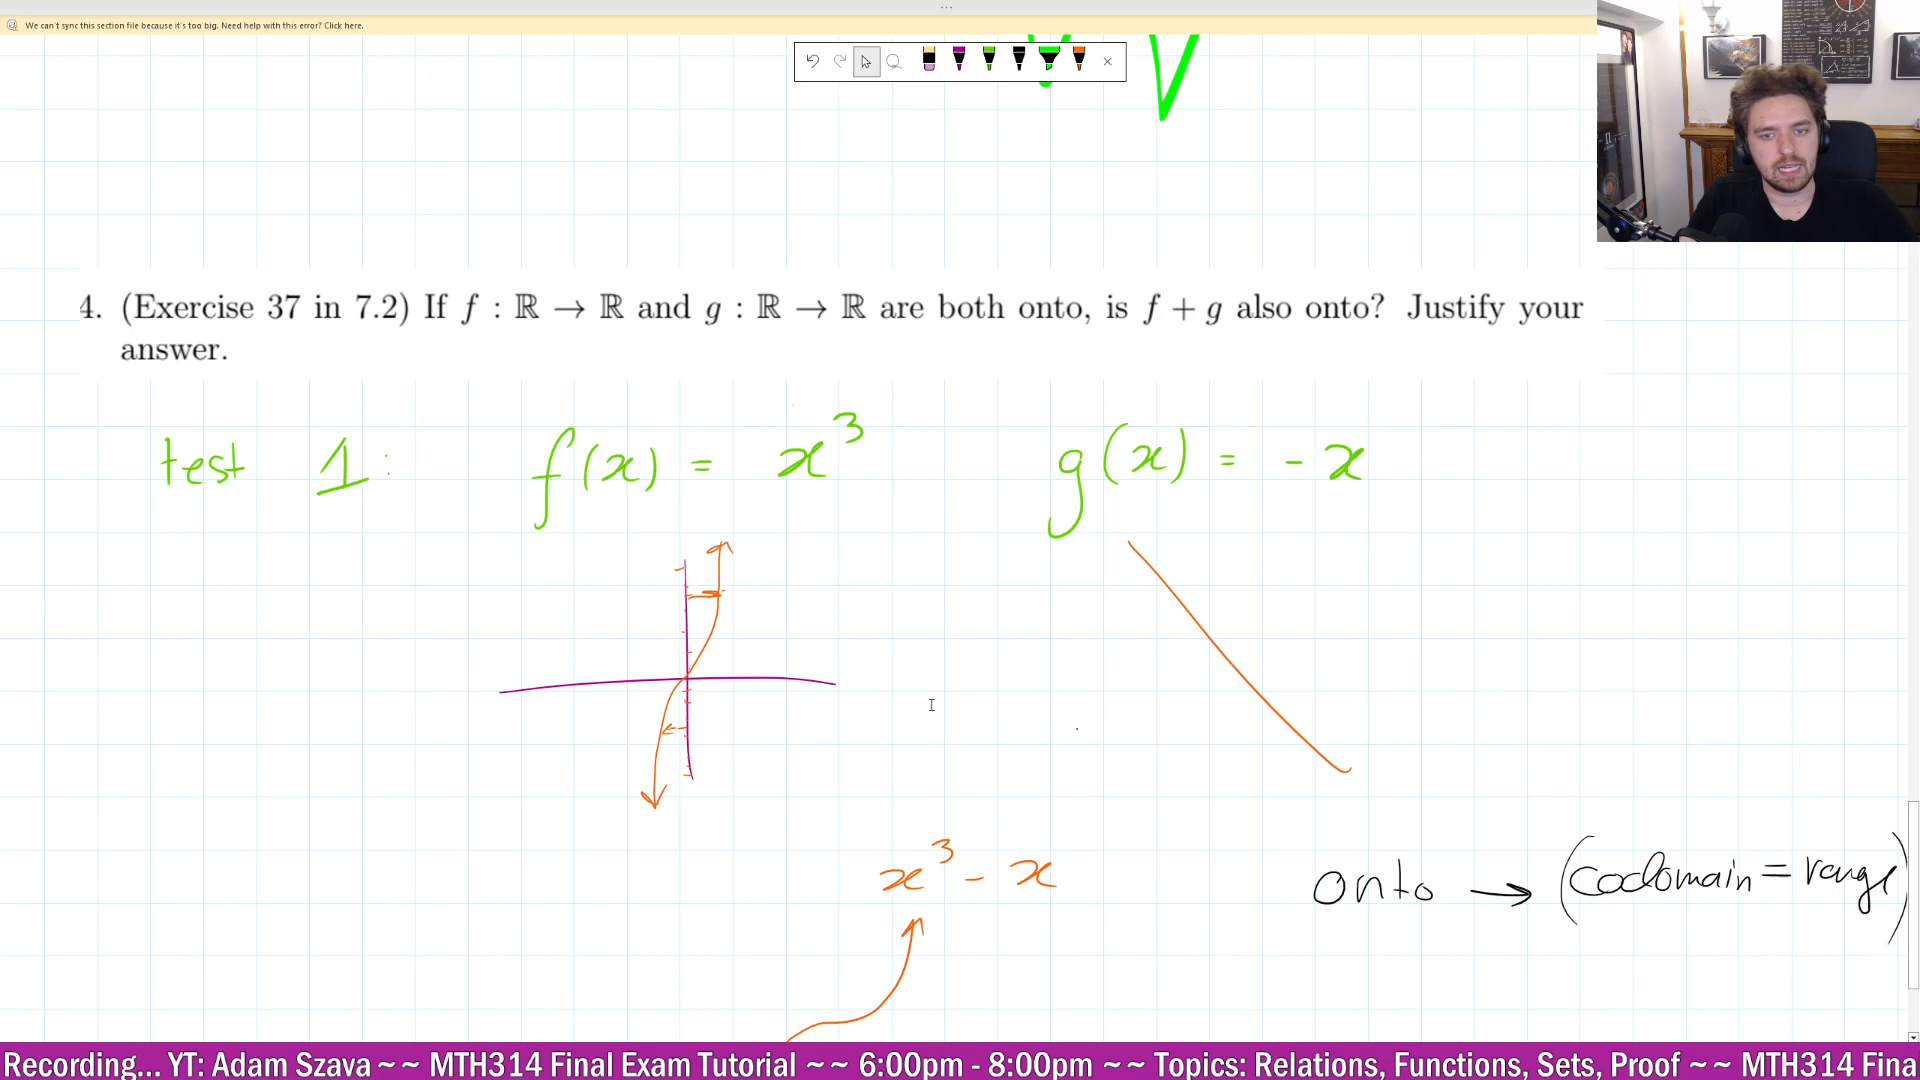 We can't sync this section file because it's too big. Need help with this error? Click here.
4. (Exercise 37 in 7.2) If f : ℝ → ℝ and g : ℝ → ℝ are both onto, is f + g also onto? Justify your
answer.
test 1: f(x) = x³ g(x) = -x
x³ - x
onto → (codomain = range)
Recording... YT: Adam Szava ~~ MTH314 Final Exam Tutorial ~~ 6:00pm - 8:00pm ~~ Topics: Relations, Functions, Sets, Proof ~~ MTH314 Fina